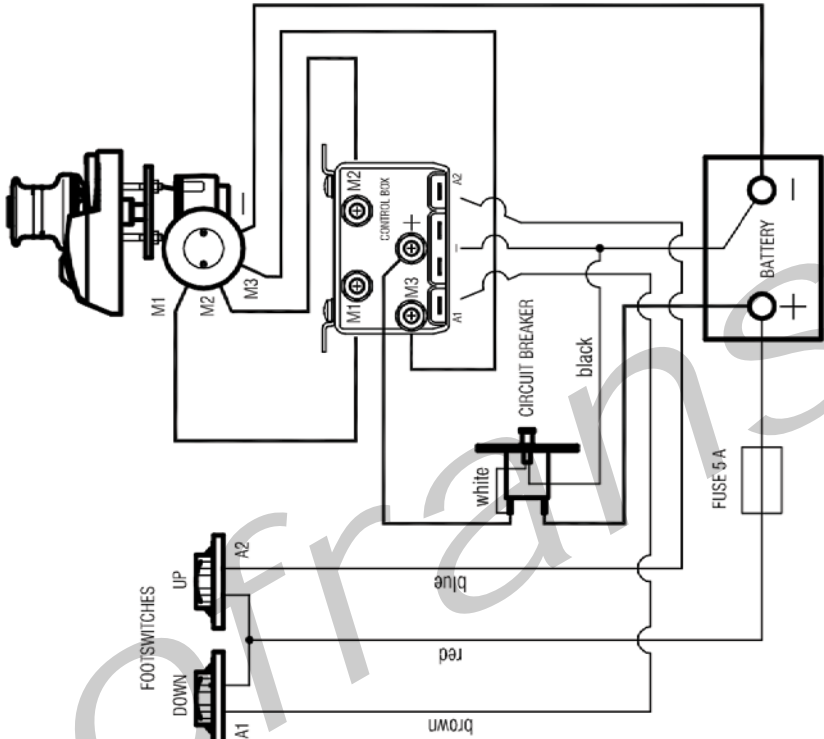 M1
M2
M3
−
M2
CONTROL BOX
+
M1
M3
A2
−
A1
CIRCUIT BREAKER
white
black
BATTERY
−
+
FUSE 5 A
FOOTSWITCHES
UP
A2
DOWN
A1
blue
red
brown
ofrans